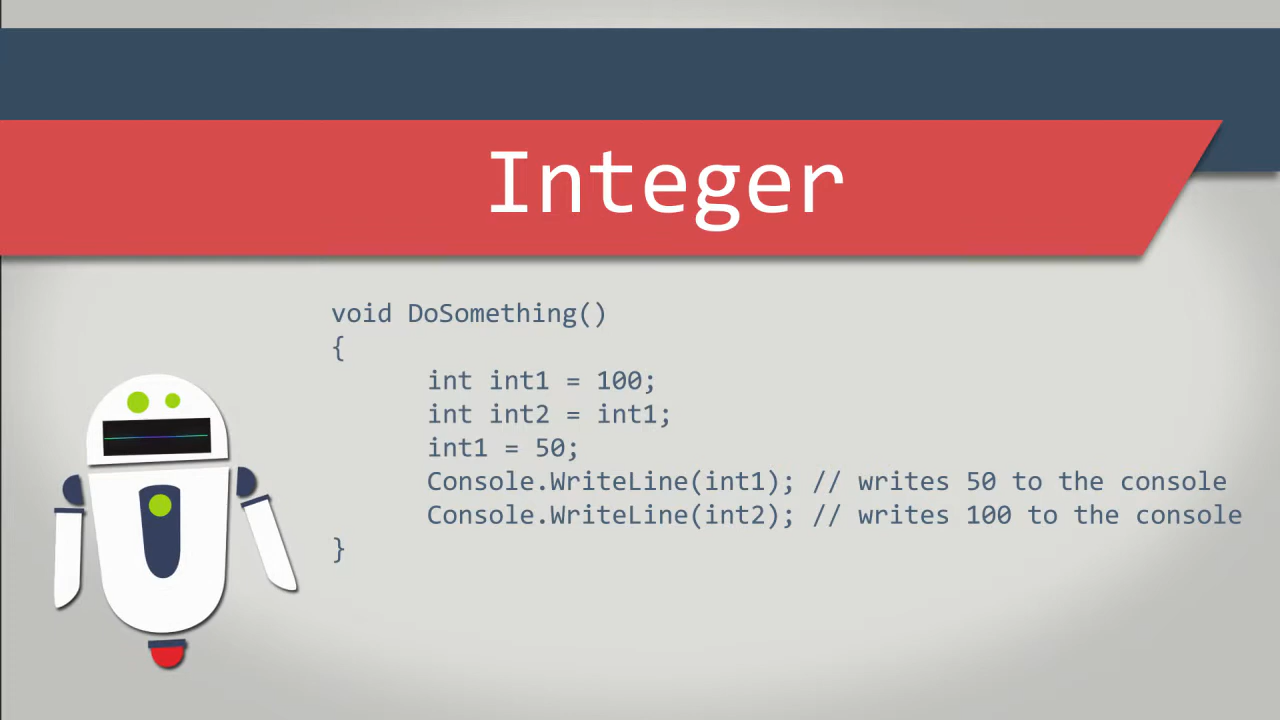 Integer
void DoSomething()
{
int int1 = 100;
int int2 = int1;
int1 = 50;
Console.WriteLine(int1); // writes 50 to the console
Console.WriteLine(int2); // writes 100 to the console
}